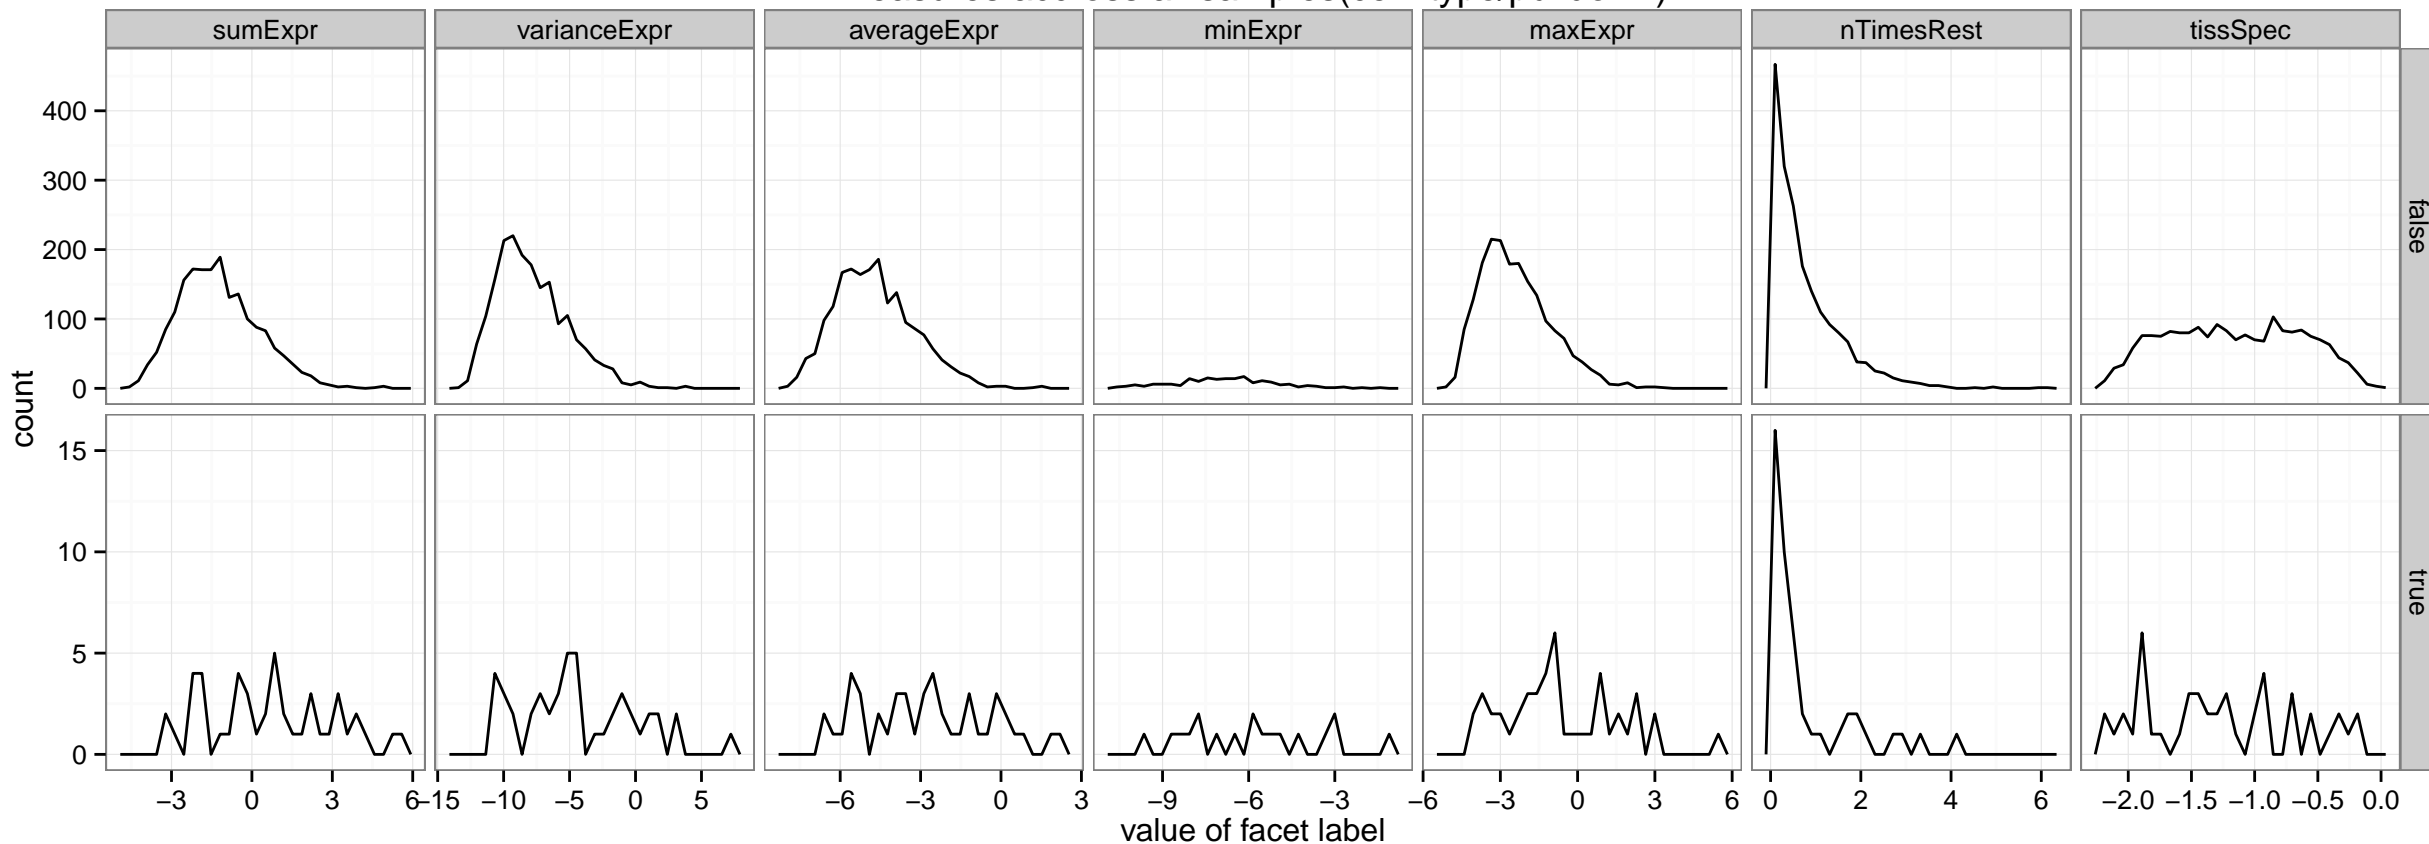 sumExpr varianceExpr averageExpr minExpr maxExpr nTimesRest tissSpec
400
300
200
100
0
false
count
15
10
5
0
true
−3 0 3 6 −15 −10 −5 0 5 −6 −3 0 3 −9 −6 −3 −6 −3 0 3 6 0 2 4 6 −2.0 −1.5 −1.0 −0.5 0.0
value of facet label